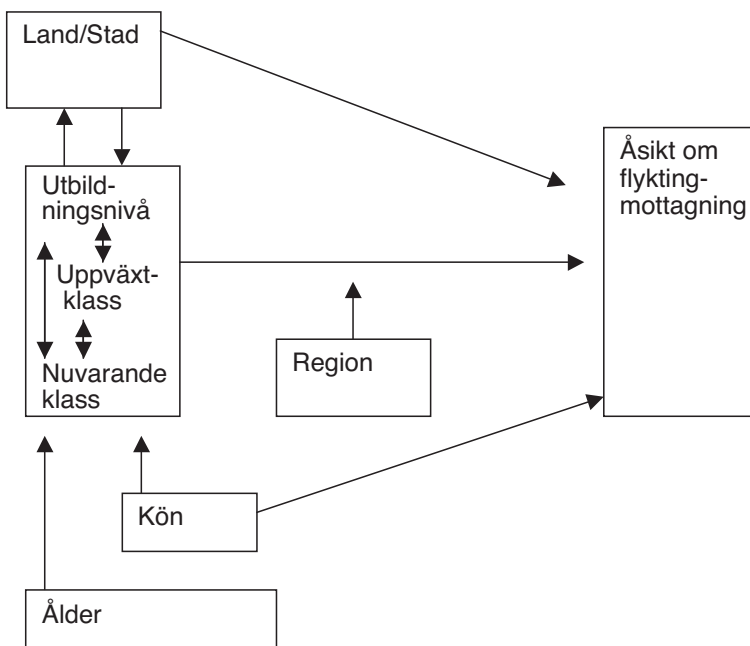 Land/Stad
Utbild-
ningsnivå
Uppväxt-
klass
Nuvarande
klass
Åsikt om
flykting-
mottagning
Region
Kön
Ålder